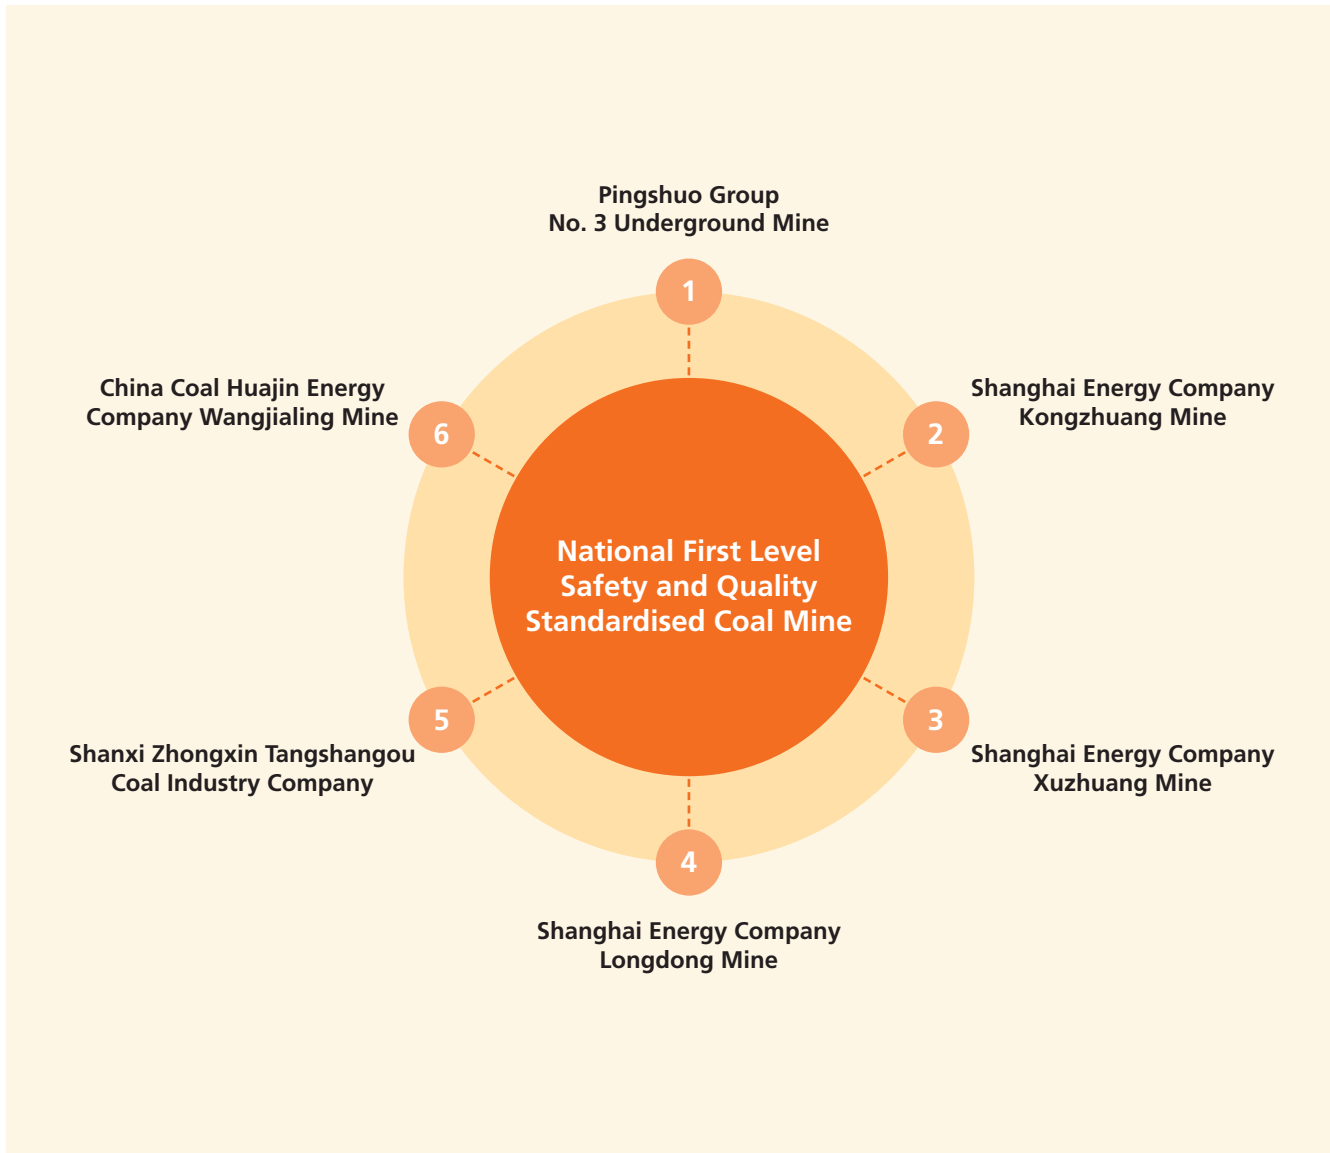 Pingshuo Group
No. 3 Underground Mine
1
Shanghai Energy Company
Kongzhuang Mine
2
Shanghai Energy Company
Xuzhuang Mine
3
Shanghai Energy Company
Longdong Mine
4
Shanxi Zhongxin Tangshangou
Coal Industry Company
5
China Coal Huajin Energy
Company Wangjialing Mine
6
National First Level
Safety and Quality
Standardised Coal Mine